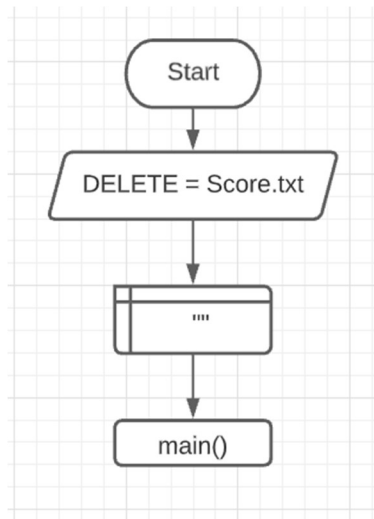 Start
DELETE = Score.txt
""
main()